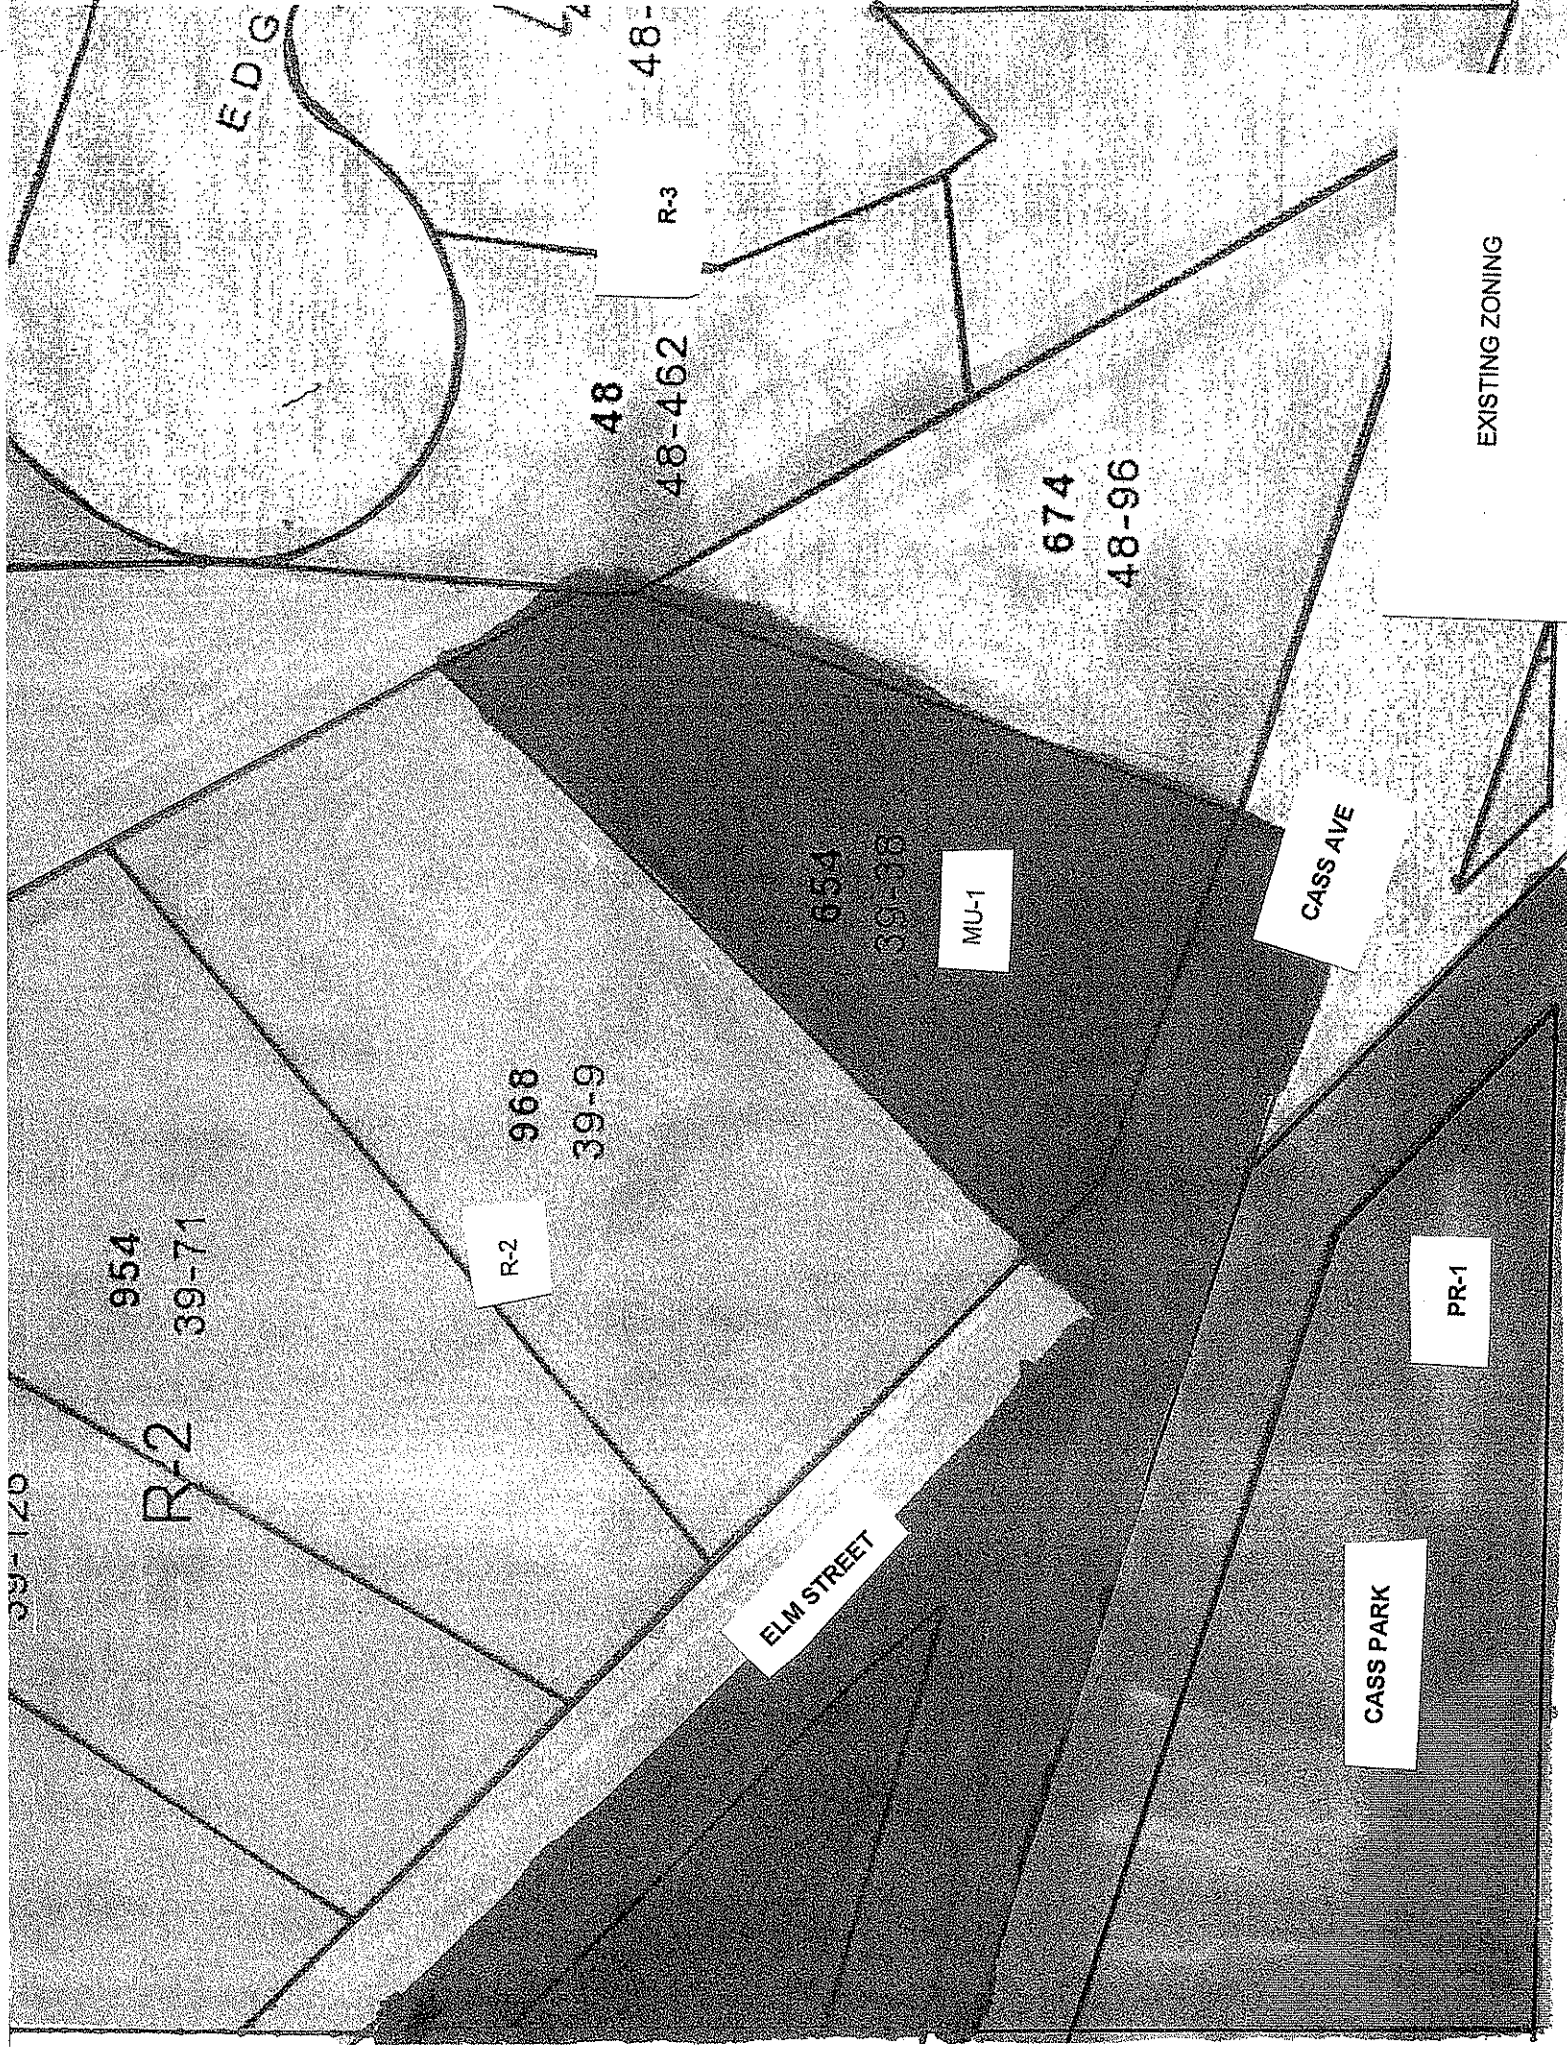 EDG
48-
R-3
48
48-462
674
48-96
EXISTING ZONING
654
MU-1
CASS AVE
968
39-9
R-2
954
39-71
R-2
ELM STREET
PR-1
CASS PARK